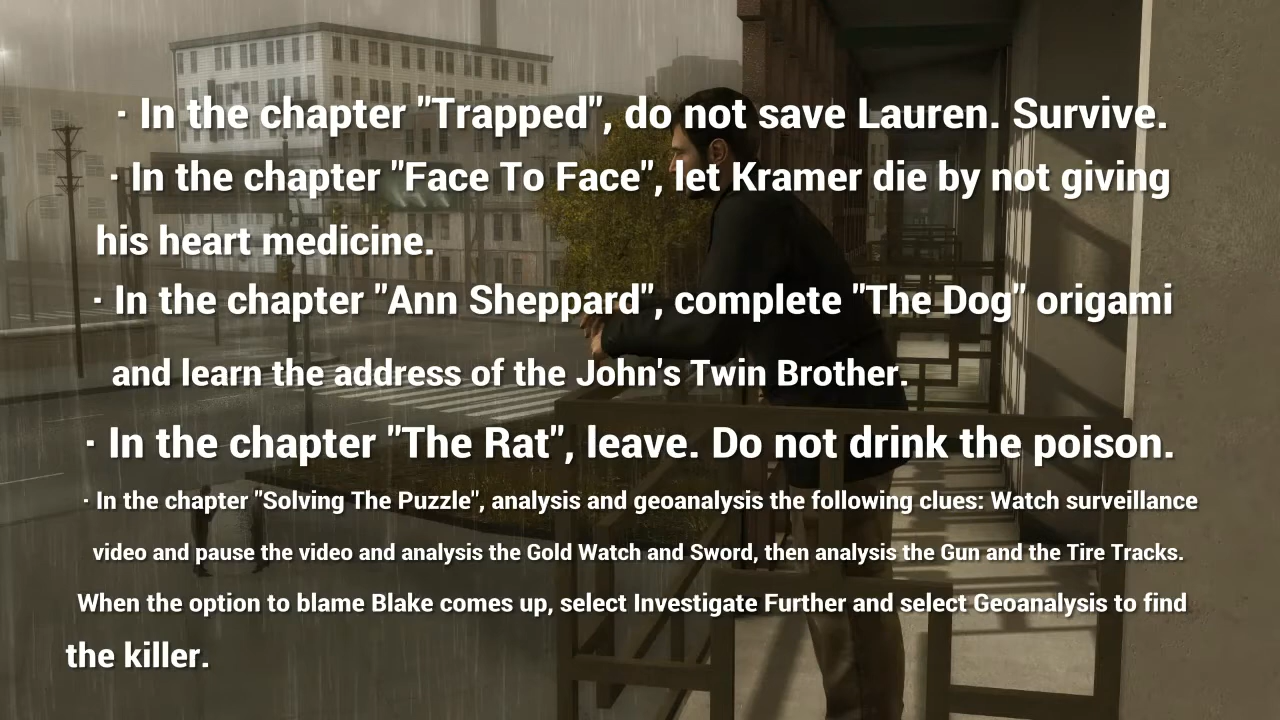 · In the chapter "Trapped", do not save Lauren. Survive.
· In the chapter "Face To Face", let Kramer die by not giving
his heart medicine.
· In the chapter "Ann Sheppard", complete "The Dog" origami
and learn the address of the John's Twin Brother.
· In the chapter "The Rat", leave. Do not drink the poison.
· In the chapter "Solving The Puzzle", analysis and geoanalysis the following clues: Watch surveillance
video and pause the video and analysis the Gold Watch and Sword, then analysis the Gun and the Tire Tracks.
When the option to blame Blake comes up, select Investigate Further and select Geoanalysis to find
the killer.